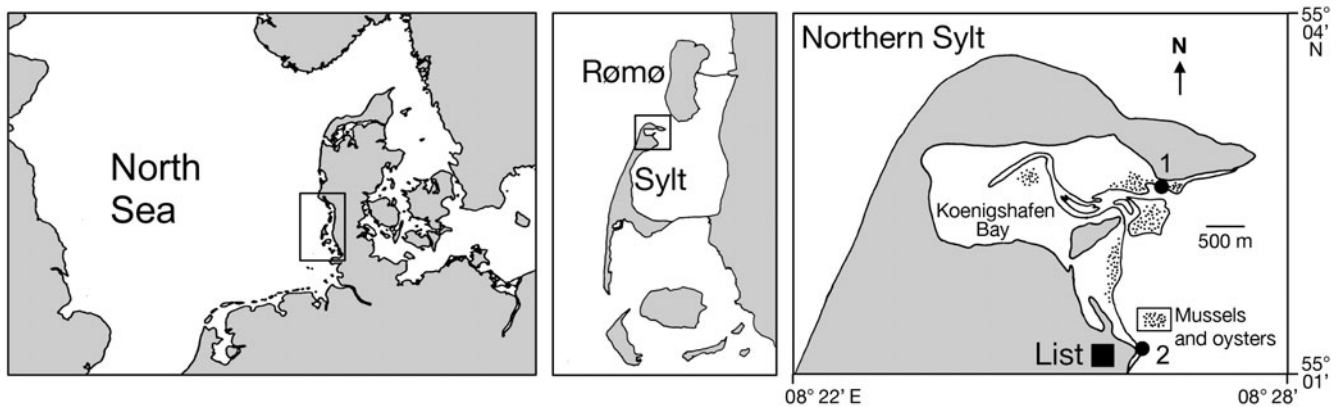 North
Sea
Rømø
Sylt
Northern Sylt
N
1
Koenigshafen
Bay
500 m
Mussels
and oysters
List
2
55°
04’
N
55°
01’
08° 22’ E
08° 28’